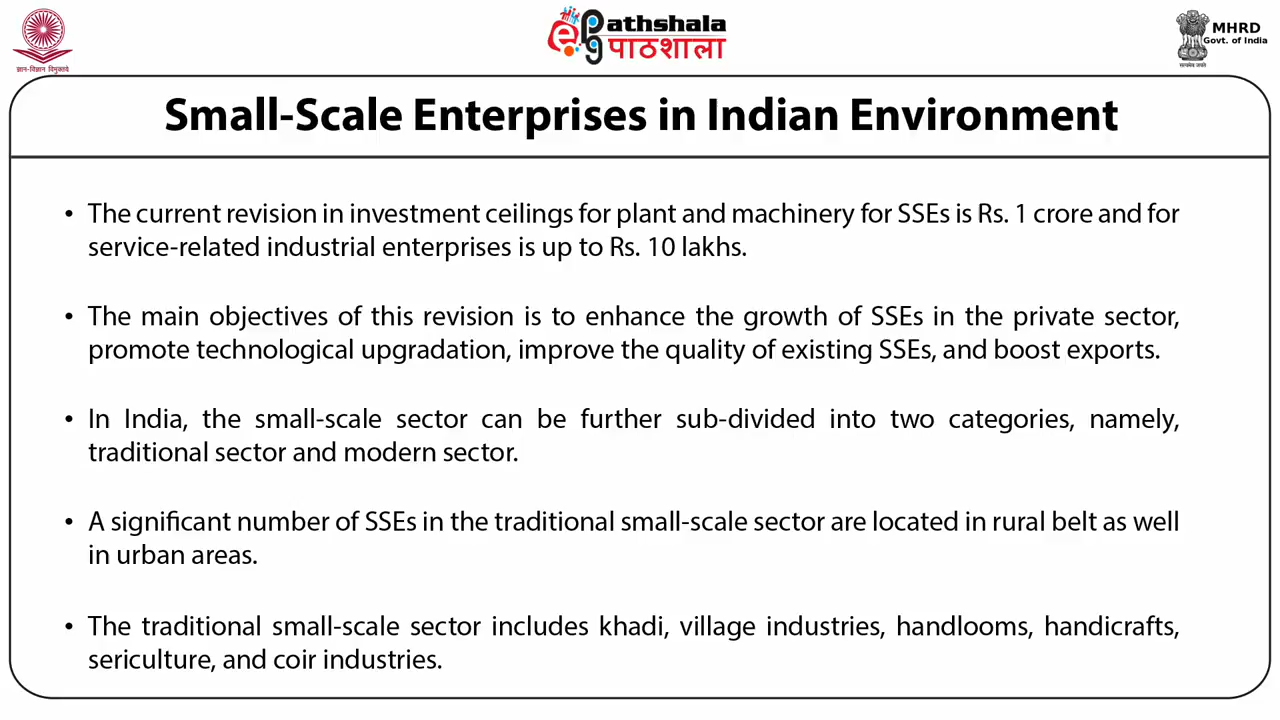 ज्ञान-विज्ञान विमुक्तये
epg
athshala
पाठशाला
MHRD
Govt. of India
सत्यमेव जयते
Small-Scale Enterprises in Indian Environment
• The current revision in investment ceilings for plant and machinery for SSEs is Rs. 1 crore and for
service-related industrial enterprises is up to Rs. 10 lakhs.
• The main objectives of this revision is to enhance the growth of SSEs in the private sector,
promote technological upgradation, improve the quality of existing SSEs, and boost exports.
• In India, the small-scale sector can be further sub-divided into two categories, namely,
traditional sector and modern sector.
• A significant number of SSEs in the traditional small-scale sector are located in rural belt as well
in urban areas.
• The traditional small-scale sector includes khadi, village industries, handlooms, handicrafts,
sericulture, and coir industries.